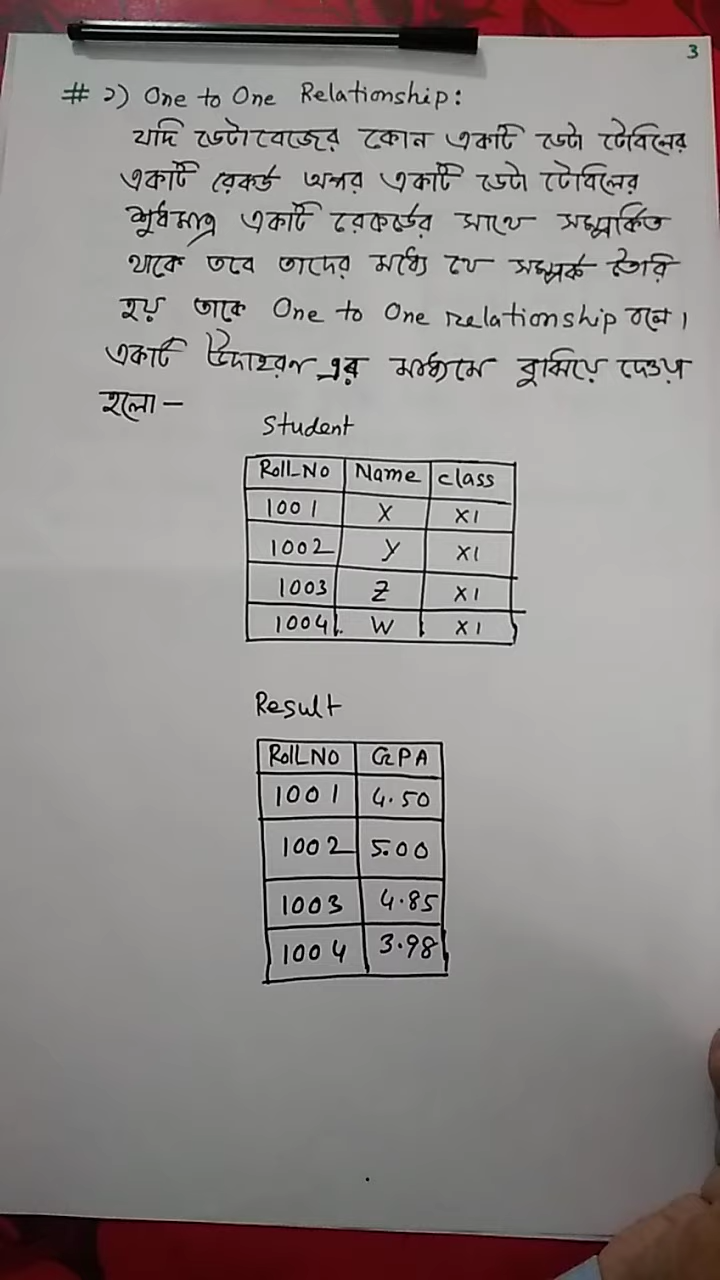 3
# ১) One to One Relationship:
যদি ডেটাবেজের কোন একটি ডেটা টেবিলের
একটি রেকর্ড অপর একটি ডেটা টেবিলের
শুধুমাত্র একটি রেকর্ডের সাথে সম্পর্কিত
থাকে তবে তাদের মধ্যে যে সম্পর্ক তৈরি
হয় তাকে One to One relationship বলে।
একটি উদাহরন এর মাধ্যমে বুঝিয়ে দেওয়া
হলো -
Student
Roll_No Name class
1001 X XI
1002 Y XI
1003 Z XI
1004 W XI
Result
Roll_No GPA
1001 4.50
1002 5.00
1003 4.85
1004 3.98